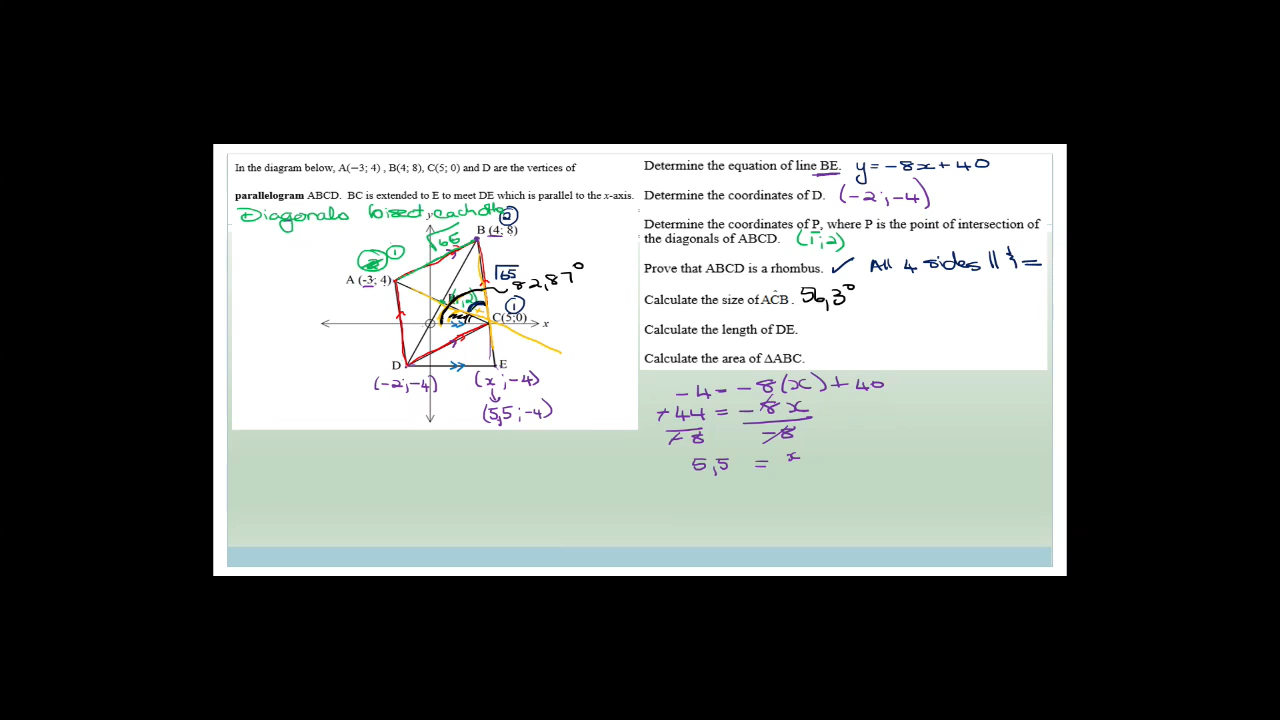 In the diagram below, A(−3; 4) , B(4; 8), C(5; 0) and D are the vertices of
parallelogram ABCD. BC is extended to E to meet DE which is parallel to the x-axis.
Diagonals bisect each other
y
②
√65
B (4; 8)
①
A (-3; 4)
√65
82,87°
(1,2)
①
C(5;0)
x
D
E
(-2;-4)
(x;-4)
(5,5;-4)
Determine the equation of line BE. y=-8x+40
Determine the coordinates of D. (-2;-4)
Determine the coordinates of P, where P is the point of intersection of
the diagonals of ABCD. (1;2)
Prove that ABCD is a rhombus. ✓ All 4 sides || & =
Calculate the size of AĈB . 56,3°
Calculate the length of DE.
Calculate the area of ΔABC.
-4=-8(x)+40
-44 = -8x
-8 -8
5,5 = x